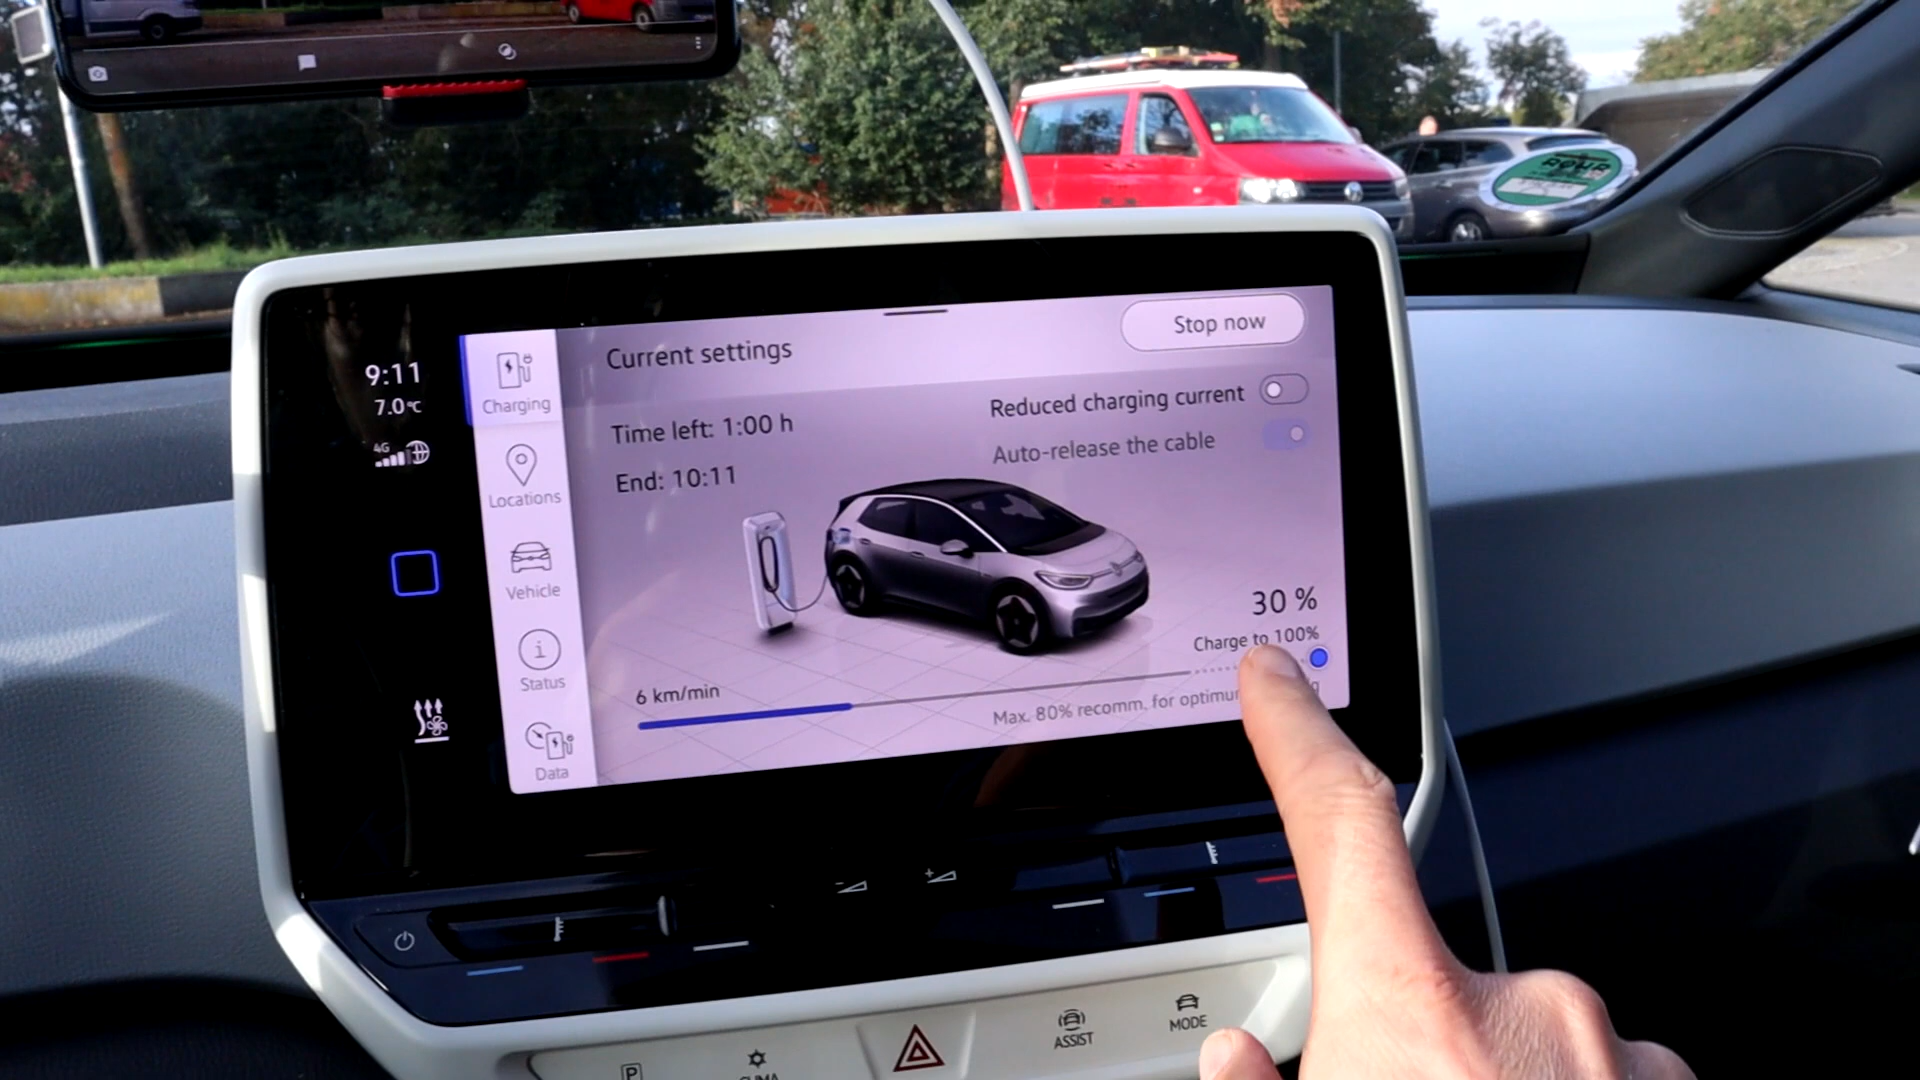 9:11
7.0°C
4G
Charging
Locations
Vehicle
Status
Data
Current settings
Stop now
Time left: 1:00 h
End: 10:11
Reduced charging current
Auto-release the cable
30 %
Charge to 100%
6 km/min
Max. 80% recomm. for
P
ASSIST
MODE